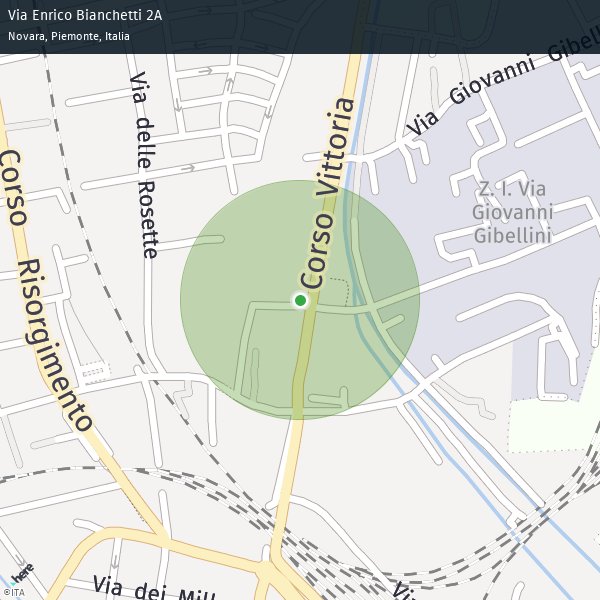 Via Enrico Bianchetti 2A
Novara, Piemonte, Italia
Via Giovanni Gibell
Corso Vittoria
Via delle Rosette
Z. I. Via
Giovanni
Gibellini
Corso Risorgimento
here
©ITA
Via dei Mill
Vi